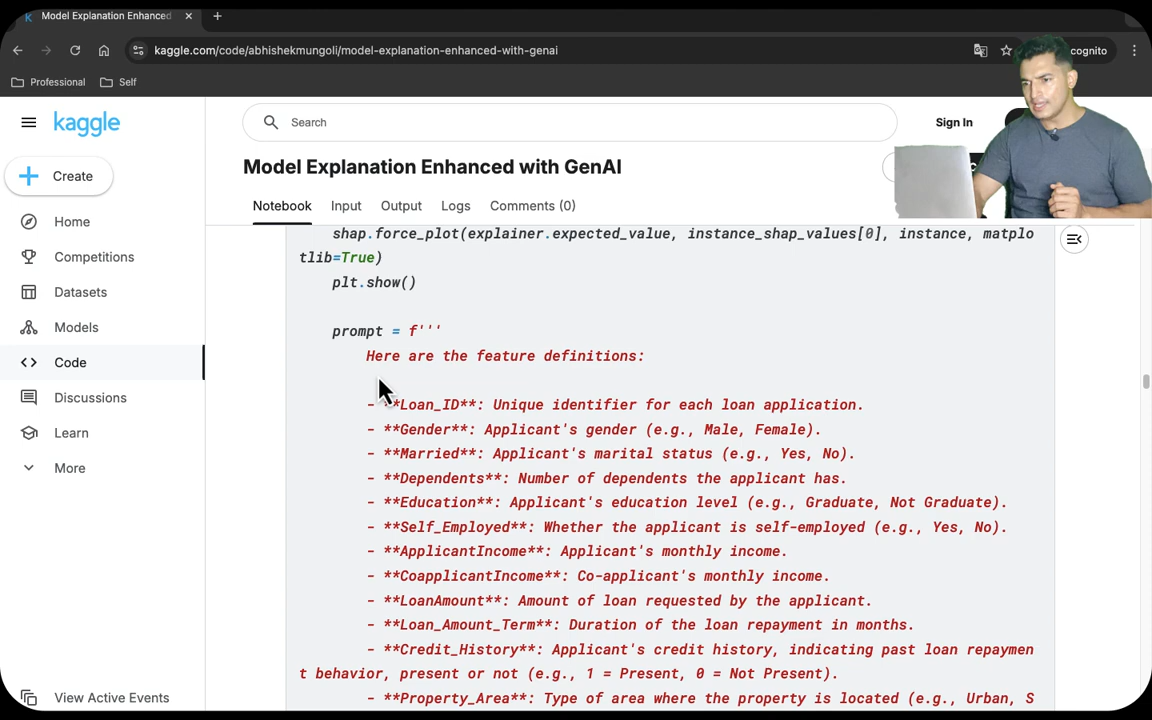 Model Explanation Enhanced
kaggle.com/code/abhishekmungoli/model-explanation-enhanced-with-genai
cognito
Professional
Self
kaggle
Search
Sign In
Create
Model Explanation Enhanced with GenAI
Notebook Input Output Logs Comments (0)
Home
Competitions
Datasets
Models
Code
Discussions
Learn
More
View Active Events
shap.force_plot(explainer.expected_value, instance_shap_values[0], instance, matplo
tlib=True)
plt.show()
prompt = f'''
Here are the feature definitions:
- **Loan_ID**: Unique identifier for each loan application.
- **Gender**: Applicant's gender (e.g., Male, Female).
- **Married**: Applicant's marital status (e.g., Yes, No).
- **Dependents**: Number of dependents the applicant has.
- **Education**: Applicant's education level (e.g., Graduate, Not Graduate).
- **Self_Employed**: Whether the applicant is self-employed (e.g., Yes, No).
- **ApplicantIncome**: Applicant's monthly income.
- **CoapplicantIncome**: Co-applicant's monthly income.
- **LoanAmount**: Amount of loan requested by the applicant.
- **Loan_Amount_Term**: Duration of the loan repayment in months.
- **Credit_History**: Applicant's credit history, indicating past loan repaymen
t behavior, present or not (e.g., 1 = Present, 0 = Not Present).
- **Property_Area**: Type of area where the property is located (e.g., Urban, S